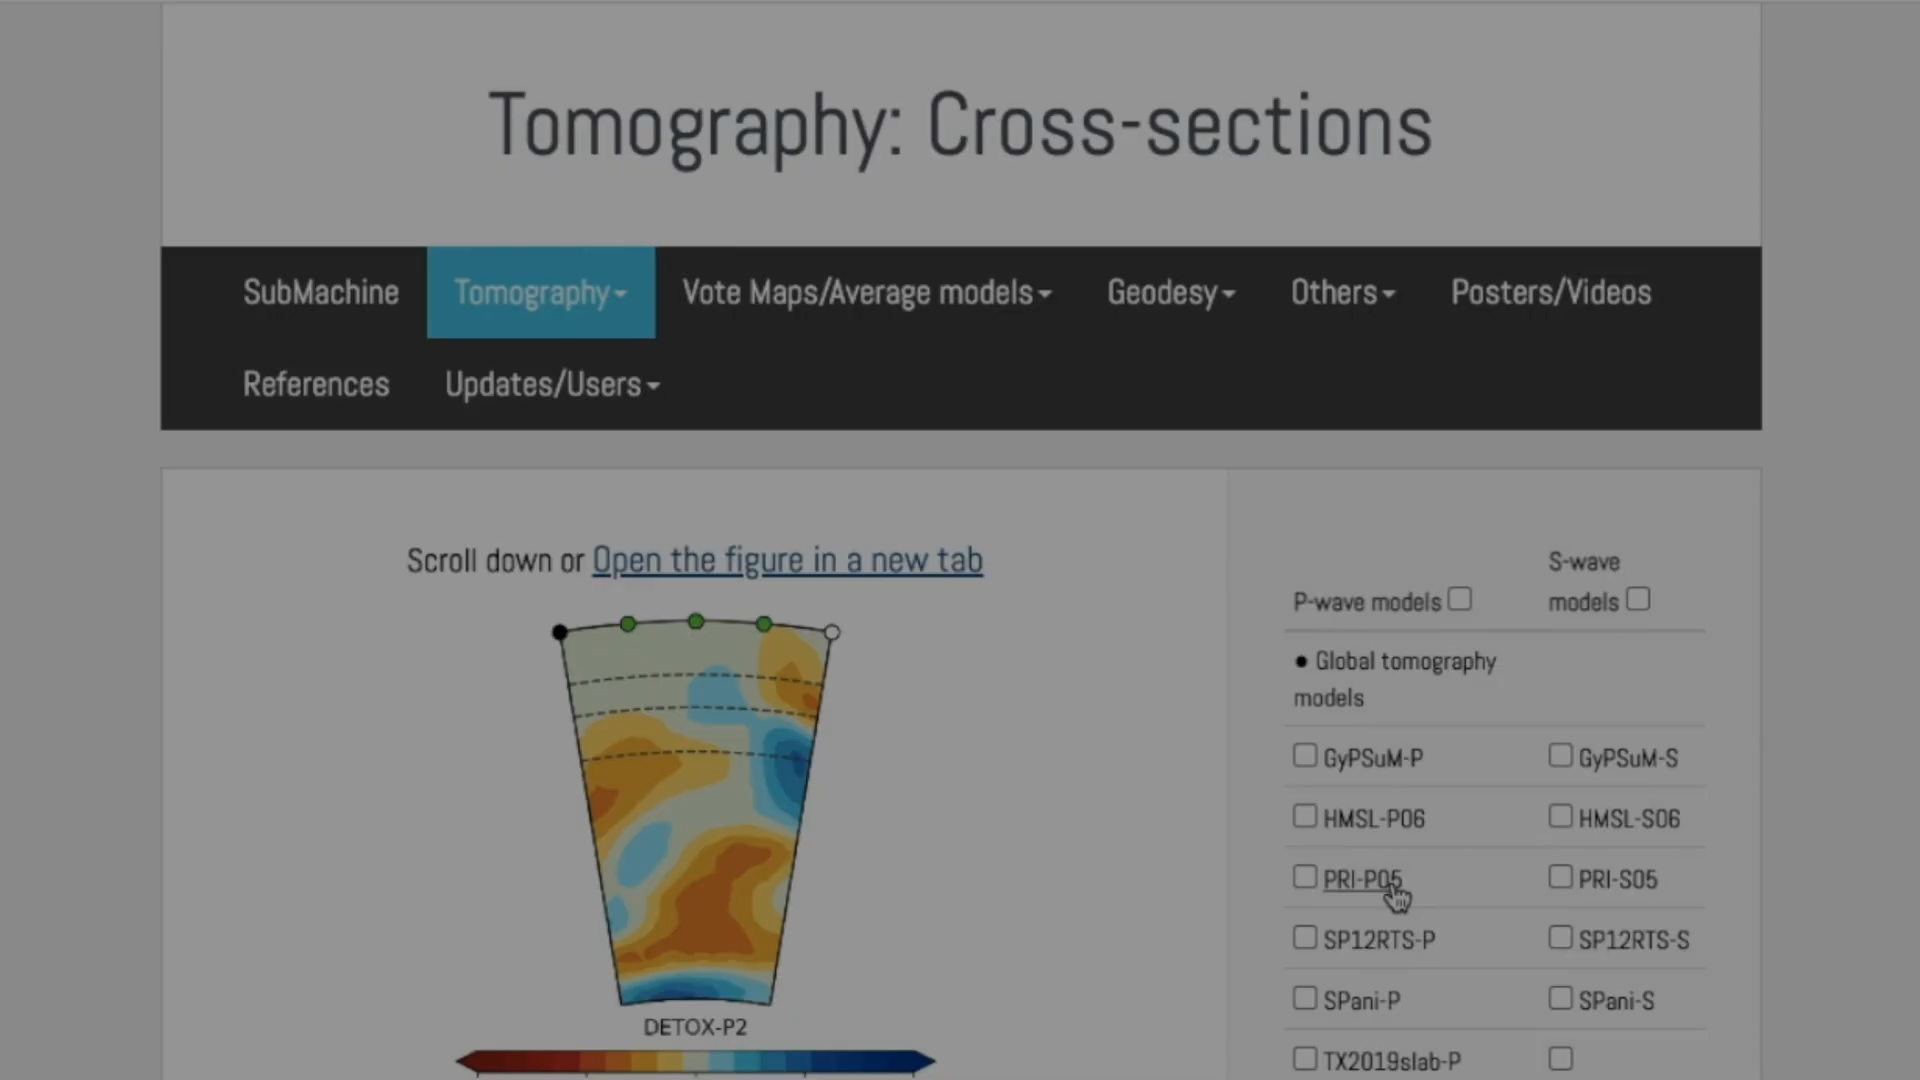 Tomography: Cross-sections
SubMachine Tomography Vote Maps/Average models Geodesy Others Posters/Videos
References Updates/Users
Scroll down or Open the figure in a new tab
DETOX-P2
P-wave models
S-wave
models
• Global tomography
models
GyPSuM-P GyPSuM-S
HMSL-P06 HMSL-S06
PRI-P05 PRI-S05
SP12RTS-P SP12RTS-S
SPani-P SPani-S
TX2019slab-P